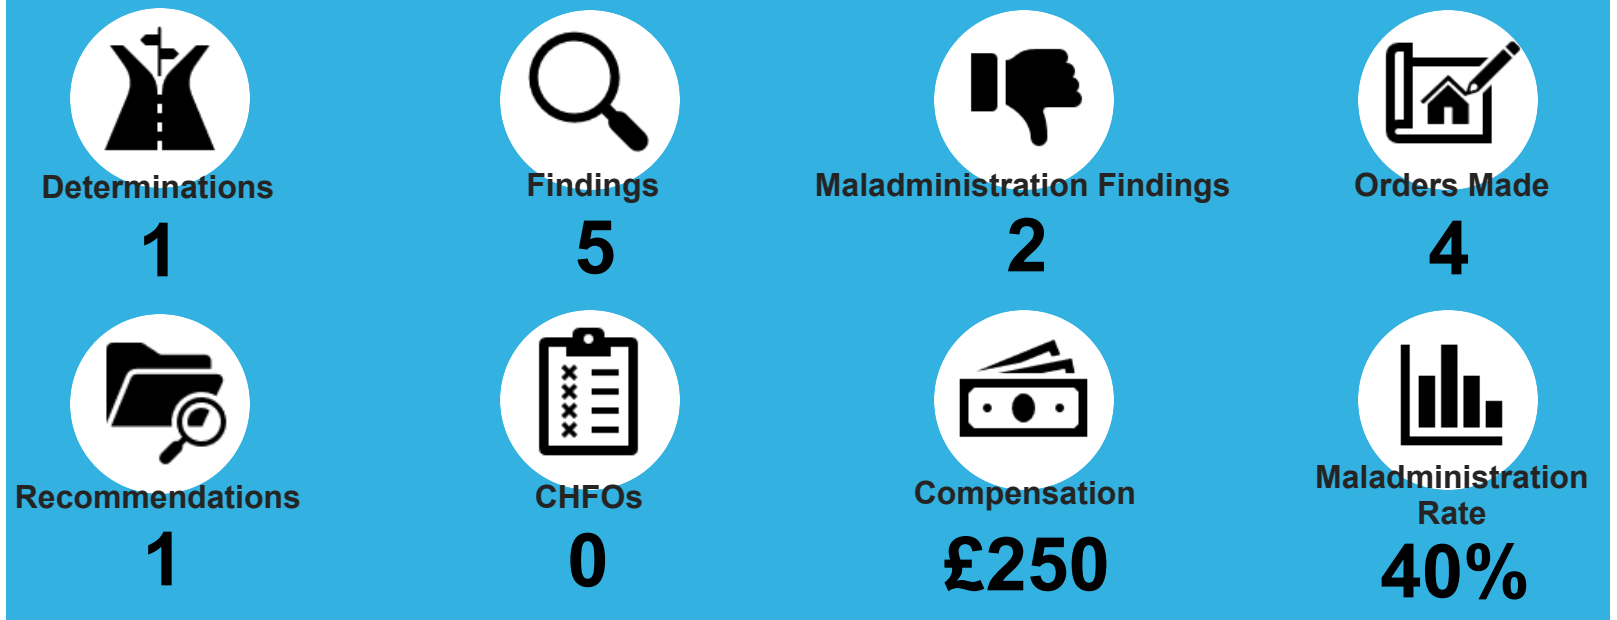 Determinations
1
Findings
5
Maladministration Findings
2
Orders Made
4
Recommendations
1
CHFOs
0
Compensation
£250
Maladministration
Rate
40%